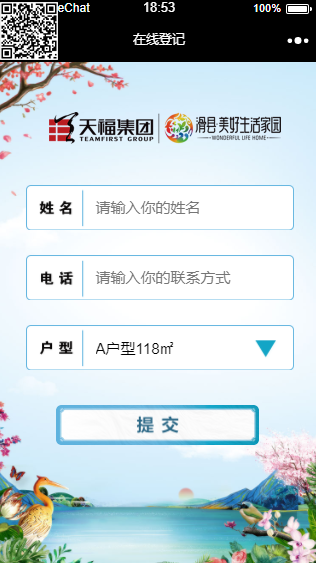 eChat 18:53 100%
在线登记
天福集团 滑县 美好生活家园
TEAMFIRST GROUP WONDERFUL LIFE HOME
姓 名 请输入你的姓名
电 话 请输入你的联系方式
户 型 A户型118㎡
提 交